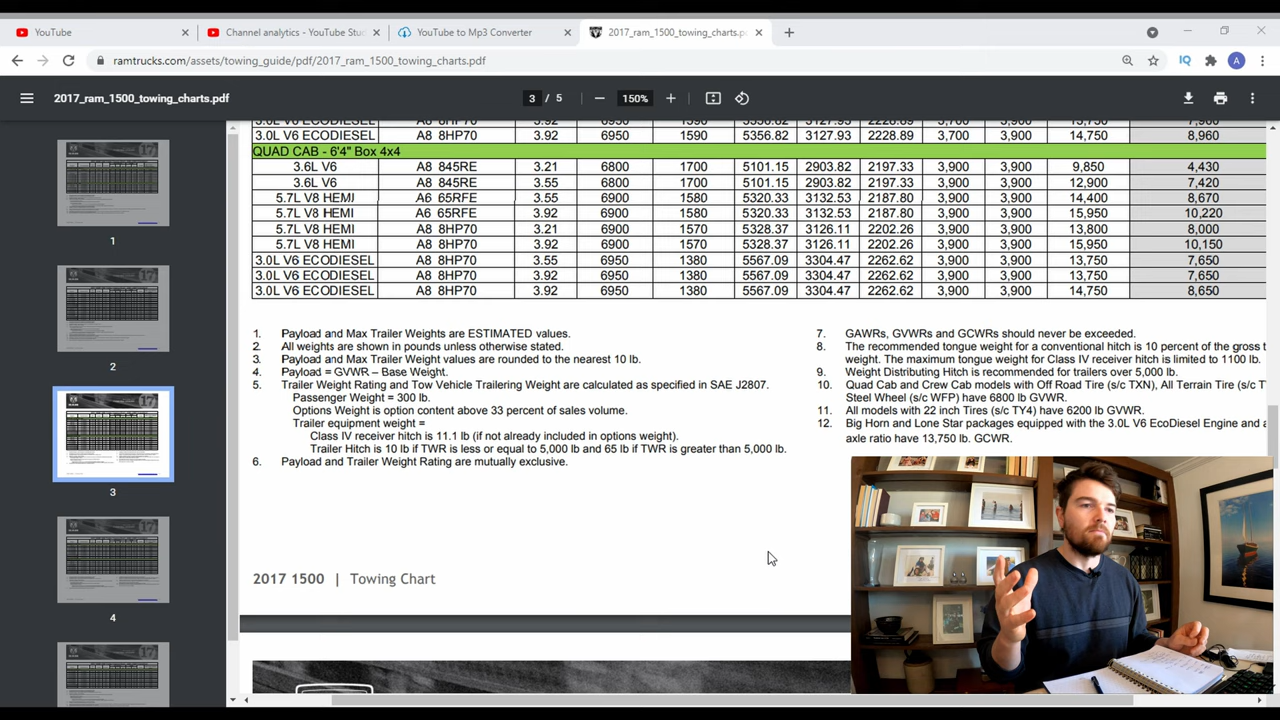 YouTube
Channel analytics - YouTube Stud
YouTube to Mp3 Converter
2017_ram_1500_towing_charts.p
ramtrucks.com/assets/towing_guide/pdf/2017_ram_1500_towing_charts.pdf
IQ
A
2017_ram_1500_towing_charts.pdf
3 / 5
150%
3.0L V6 ECODIESEL A8 8HP70 3.92 6950 1590 5356.82 3127.93 2228.89 3,700 3,900 14,750 8,960
QUAD CAB - 6'4" Box 4x4
3.6L V6 A8 845RE 3.21 6800 1700 5101.15 2903.82 2197.33 3,900 3,900 9,850 4,430
3.6L V6 A8 845RE 3.55 6800 1700 5101.15 2903.82 2197.33 3,900 3,900 12,900 7,420
5.7L V8 HEMI A6 65RFE 3.55 6900 1580 5320.33 3132.53 2187.80 3,900 3,900 14,400 8,670
5.7L V8 HEMI A6 65RFE 3.92 6900 1580 5320.33 3132.53 2187.80 3,900 3,900 15,950 10,220
5.7L V8 HEMI A8 8HP70 3.21 6900 1570 5328.37 3126.11 2202.26 3,900 3,900 13,800 8,000
5.7L V8 HEMI A8 8HP70 3.92 6900 1570 5328.37 3126.11 2202.26 3,900 3,900 15,950 10,150
3.0L V6 ECODIESEL A8 8HP70 3.55 6950 1380 5567.09 3304.47 2262.62 3,900 3,900 13,750 7,650
3.0L V6 ECODIESEL A8 8HP70 3.92 6950 1380 5567.09 3304.47 2262.62 3,900 3,900 13,750 7,650
3.0L V6 ECODIESEL A8 8HP70 3.92 6950 1380 5567.09 3304.47 2262.62 3,900 3,900 14,750 8,650
1. Payload and Max Trailer Weights are ESTIMATED values.
2. All weights are shown in pounds unless otherwise stated.
3. Payload and Max Trailer Weight values are rounded to the nearest 10 lb.
4. Payload = GVWR – Base Weight.
5. Trailer Weight Rating and Tow Vehicle Trailering Weight are calculated as specified in SAE J2807.
Passenger Weight = 300 lb.
Options Weight is option content above 33 percent of sales volume.
Trailer equipment weight =
Class IV receiver hitch is 11.1 lb (if not already included in options weight).
Trailer Hitch is 10 lb if TWR is less or equal to 5,000 lb and 65 lb if TWR is greater than 5,000 lb.
6. Payload and Trailer Weight Rating are mutually exclusive.
7. GAWRs, GVWRs and GCWRs should never be exceeded.
8. The recommended tongue weight for a conventional hitch is 10 percent of the gross t
weight. The maximum tongue weight for Class IV receiver hitch is limited to 1100 lb.
9. Weight Distributing Hitch is recommended for trailers over 5,000 lb.
10. Quad Cab and Crew Cab models with Off Road Tire (s/c TXN), All Terrain Tire (s/c T
Steel Wheel (s/c WFP) have 6800 lb GVWR.
11. All models with 22 inch Tires (s/c TY4) have 6200 lb GVWR.
12. Big Horn and Lone Star packages equipped with the 3.0L V6 EcoDiesel Engine and a
axle ratio have 13,750 lb. GCWR.
2017 1500 | Towing Chart
1
2
3
4